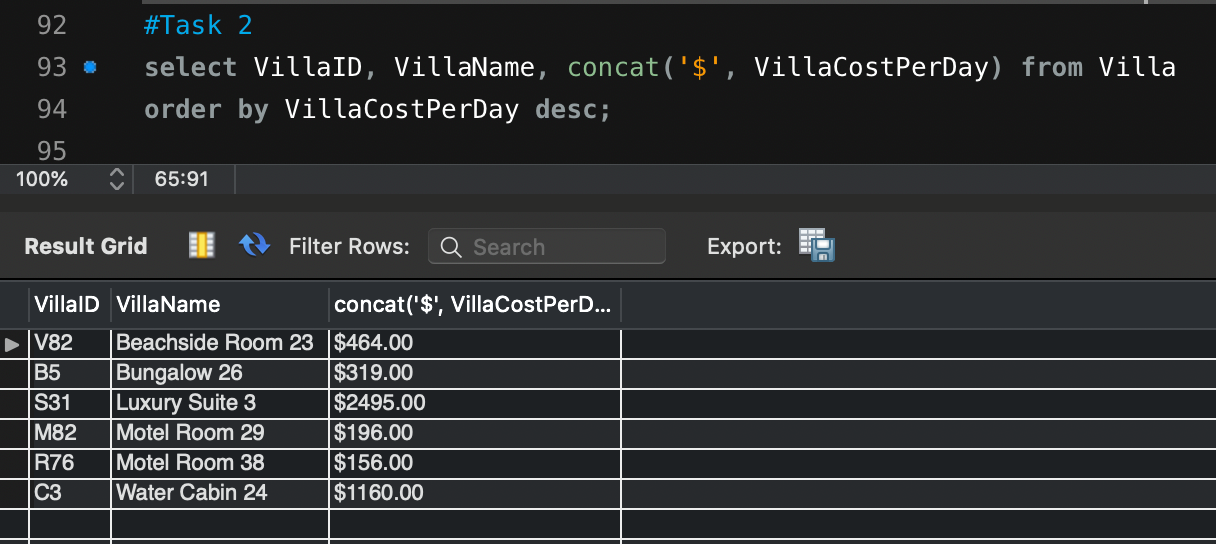 92 #Task 2
93 select VillaID, VillaName, concat('$', VillaCostPerDay) from Villa
94 order by VillaCostPerDay desc;
95
100% 65:91
Result Grid Filter Rows: Search Export:
VillaID VillaName concat('$', VillaCostPerD...
V82 Beachside Room 23 $464.00
B5 Bungalow 26 $319.00
S31 Luxury Suite 3 $2495.00
M82 Motel Room 29 $196.00
R76 Motel Room 38 $156.00
C3 Water Cabin 24 $1160.00